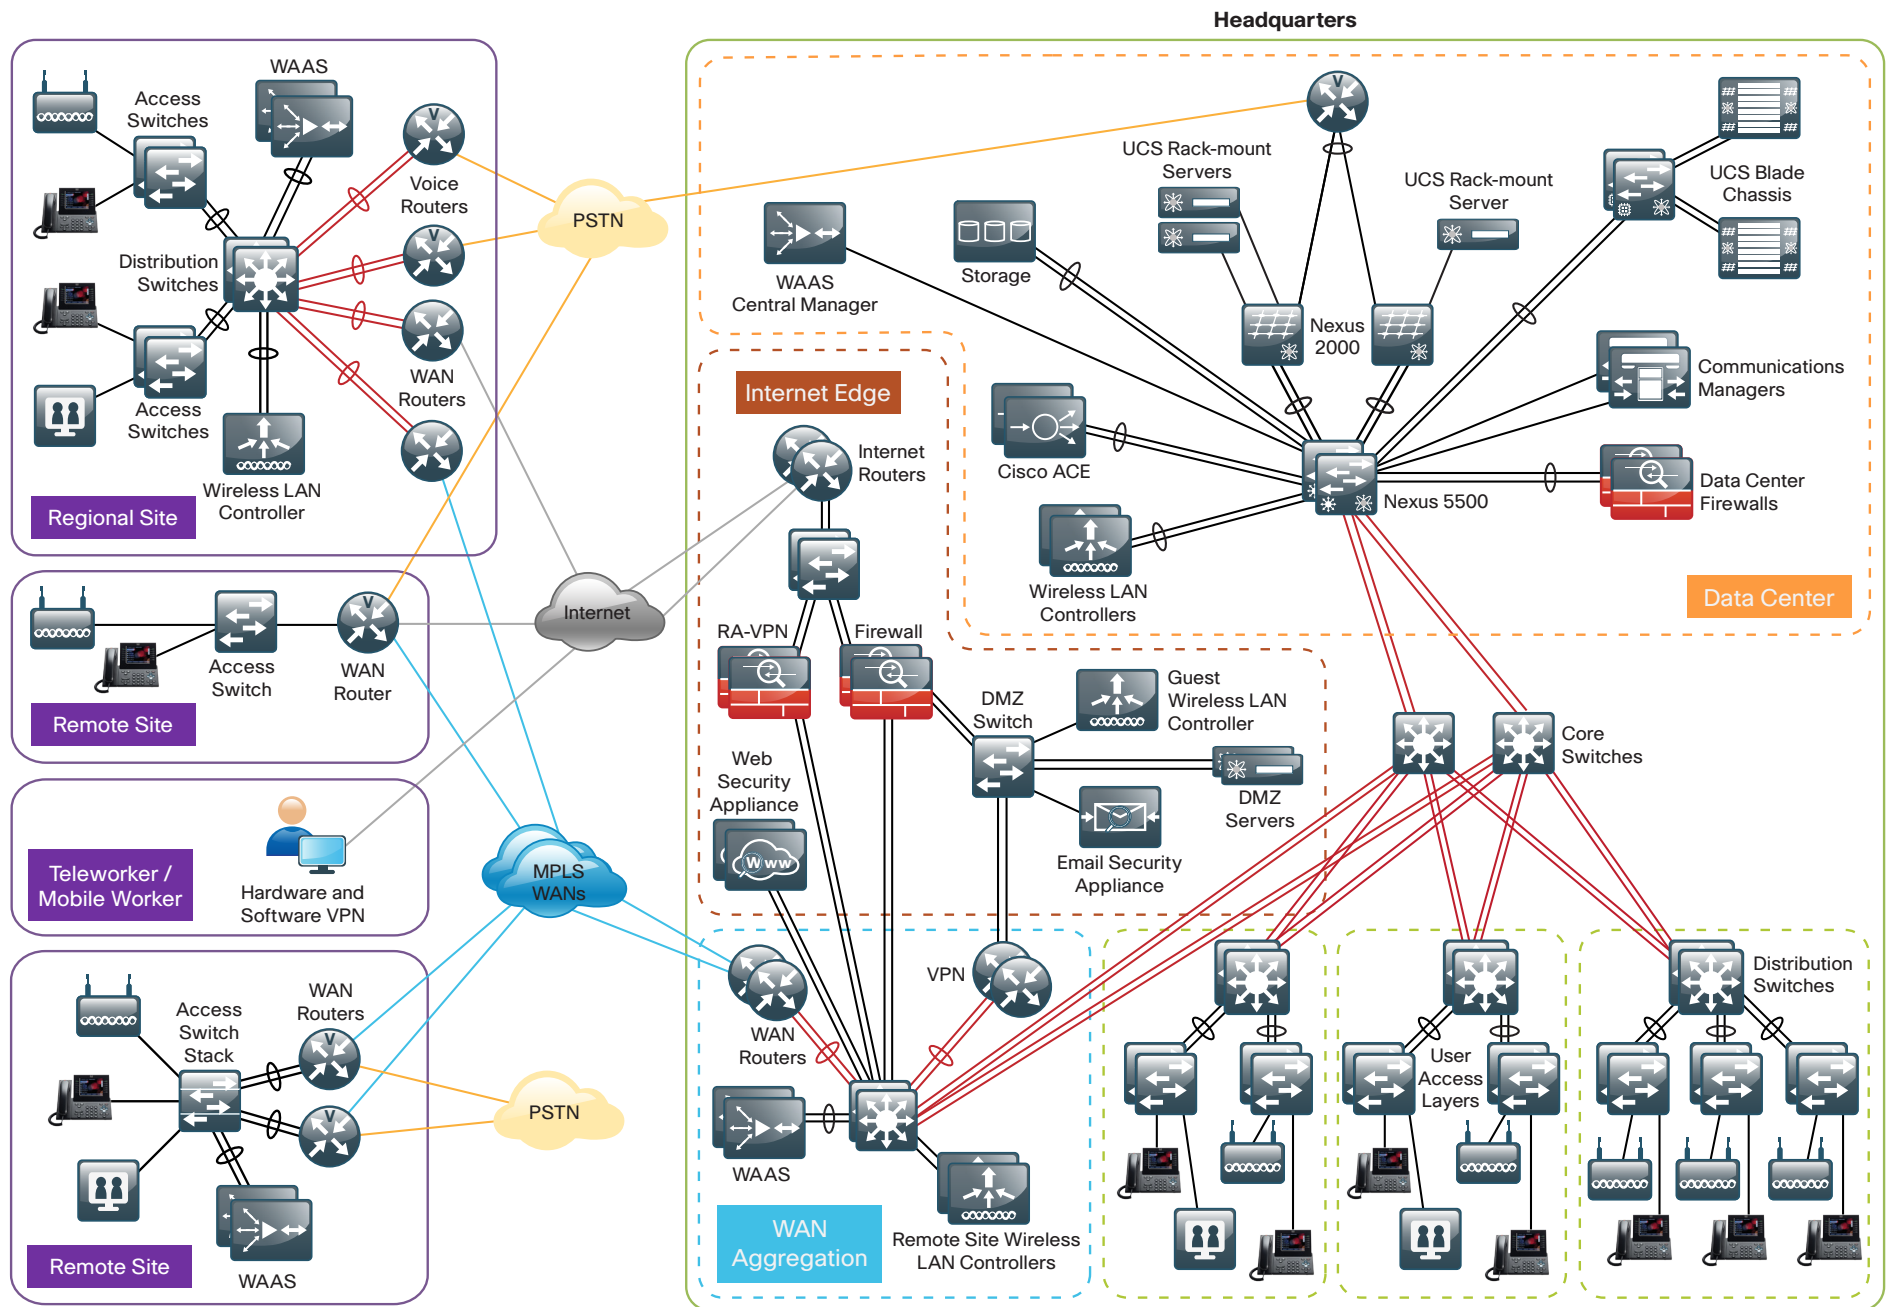 Headquarters
WAAS
Access
Switches
V
Voice
Routers
V
Distribution
Switches
V
WAN
Routers
Access
Switches
Wireless LAN
Controller
Regional Site
PSTN
V
WAN
Router
Access
Switch
Remote Site
Internet
Hardware and
Software VPN
Teleworker /
Mobile Worker
MPLS
WANs
WAN
Routers
V
V
Access
Switch
Stack
WAAS
Remote Site
PSTN
V
UCS Rack-mount
Servers
UCS Rack-mount
Server
UCS Blade
Chassis
WAAS
Central Manager
Storage
Nexus
2000
Communications
Managers
Cisco ACE
Nexus 5500
Data Center
Firewalls
Wireless LAN
Controllers
Data Center
Internet Edge
Internet
Routers
RA-VPN
Firewall
DMZ
Switch
Guest
Wireless LAN
Controller
Web
Security
Appliance
Www
DMZ
Servers
Email Security
Appliance
Core
Switches
WAN
Routers
VPN
WAAS
Remote Site Wireless
LAN Controllers
WAN
Aggregation
Distribution
Switches
User
Access
Layers